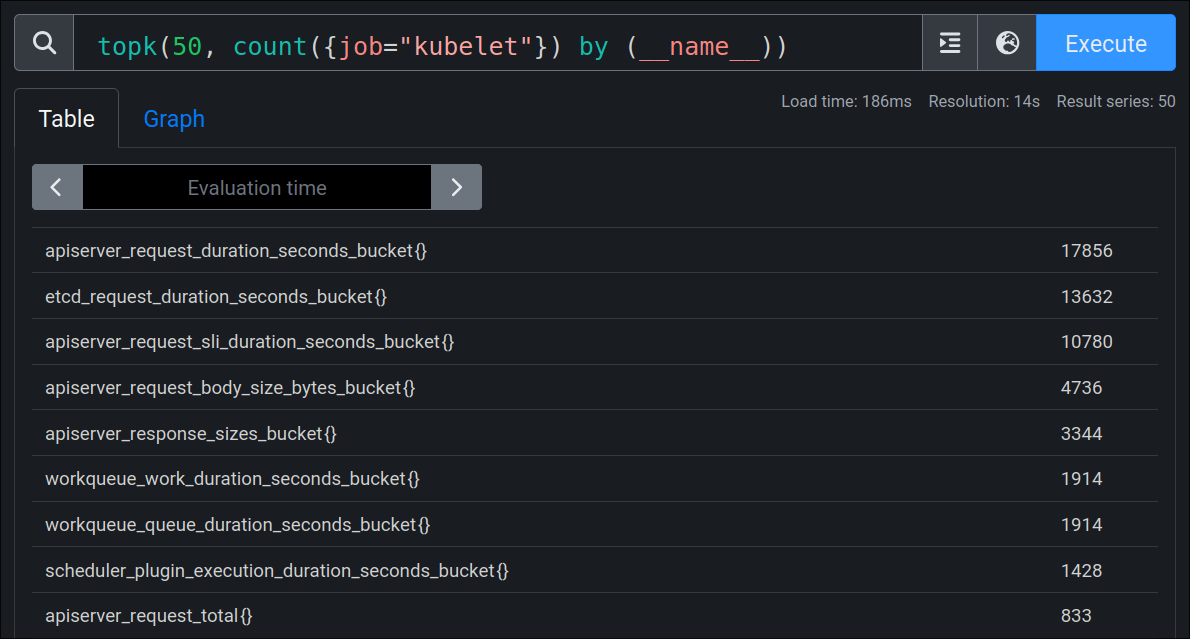 topk(50, count({job="kubelet"}) by (__name__))
Execute
Table
Graph
Load time: 186ms Resolution: 14s Result series: 50
Evaluation time
apiserver_request_duration_seconds_bucket{} 17856
etcd_request_duration_seconds_bucket{} 13632
apiserver_request_sli_duration_seconds_bucket{} 10780
apiserver_request_body_size_bytes_bucket{} 4736
apiserver_response_sizes_bucket{} 3344
workqueue_work_duration_seconds_bucket{} 1914
workqueue_queue_duration_seconds_bucket{} 1914
scheduler_plugin_execution_duration_seconds_bucket{} 1428
apiserver_request_total{} 833